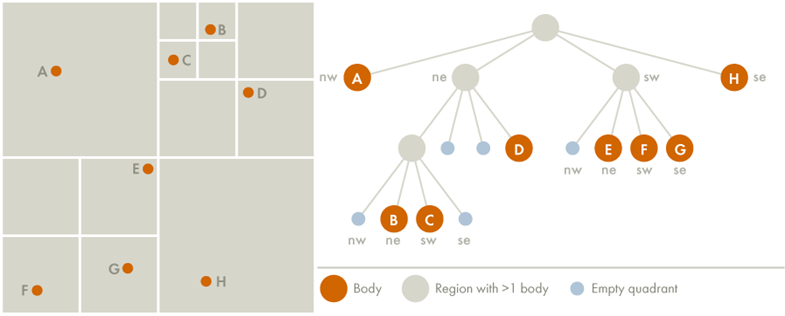 A
B
C
D
E
F
G
H
nw A ne sw H se
D E F G
nw ne sw se
B C
nw ne sw se
Body Region with >1 body Empty quadrant